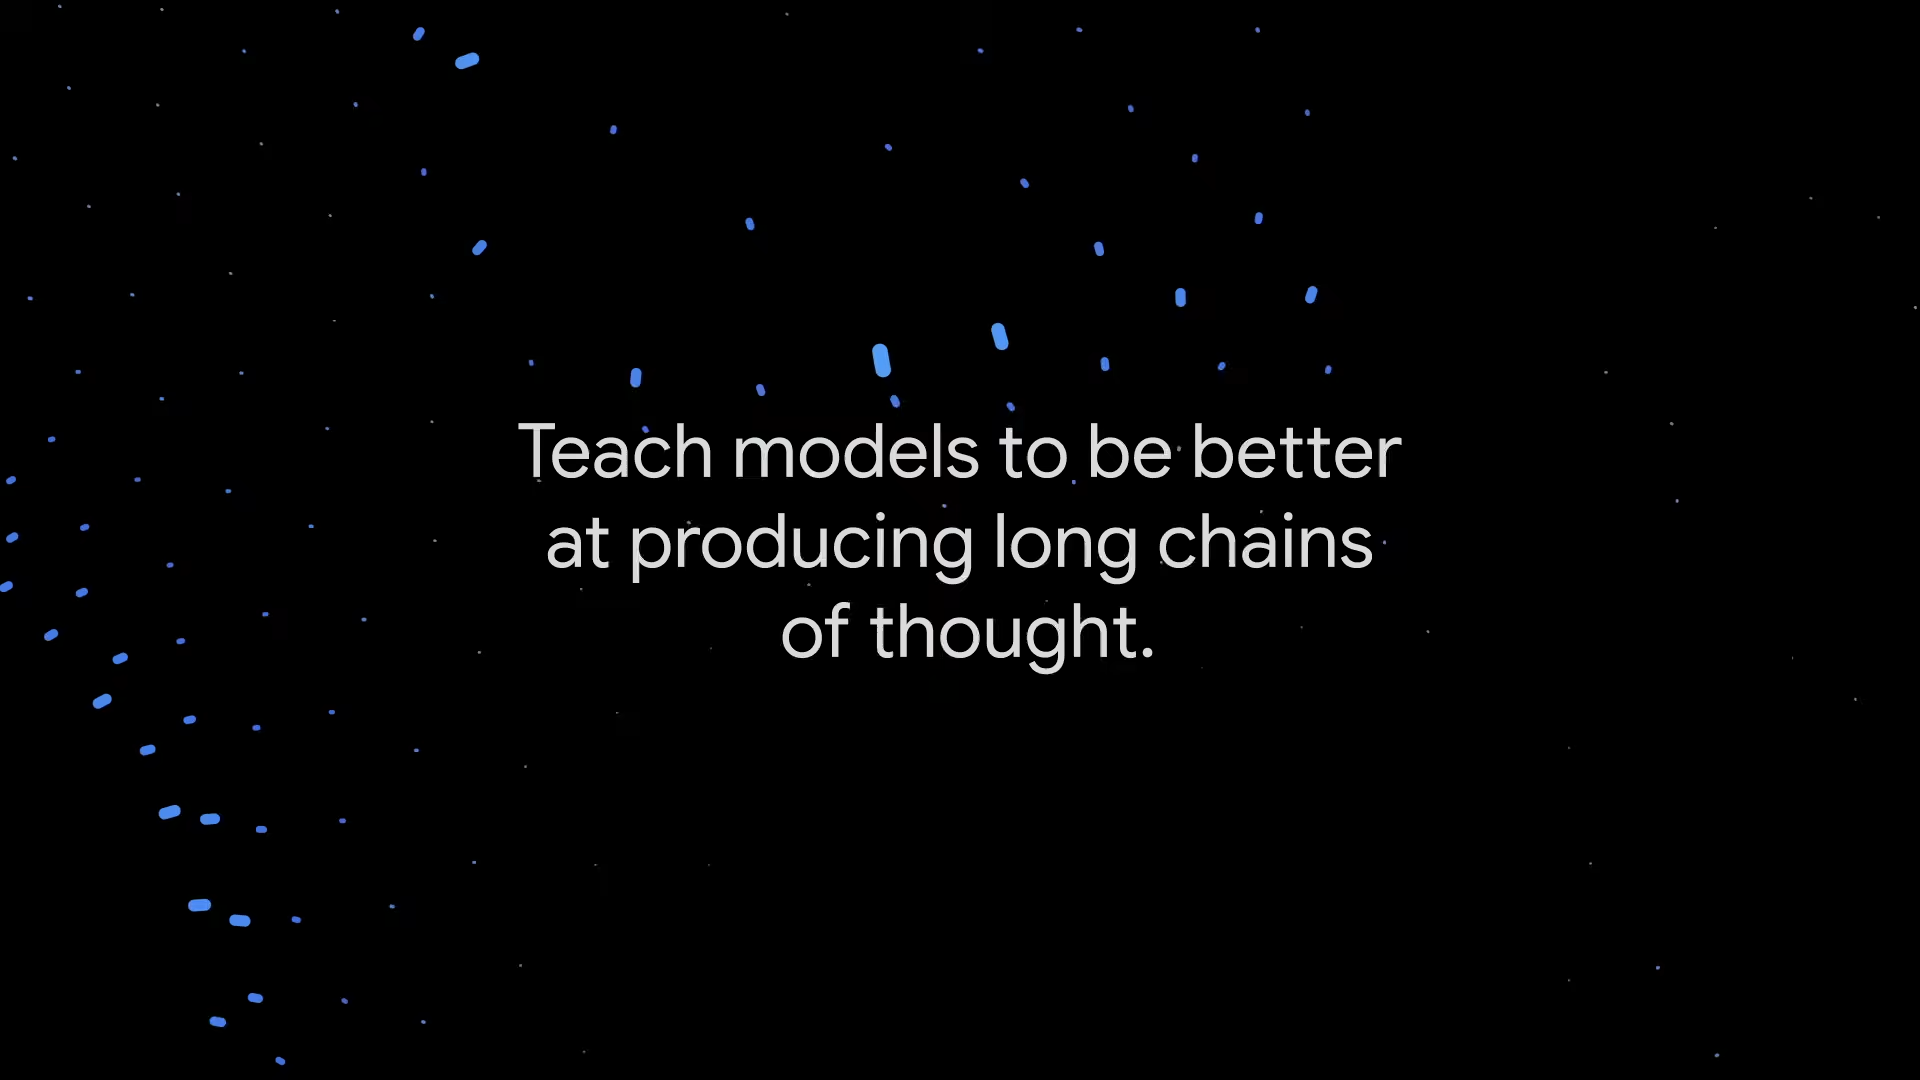 Teach models to be better
at producing long chains
of thought.